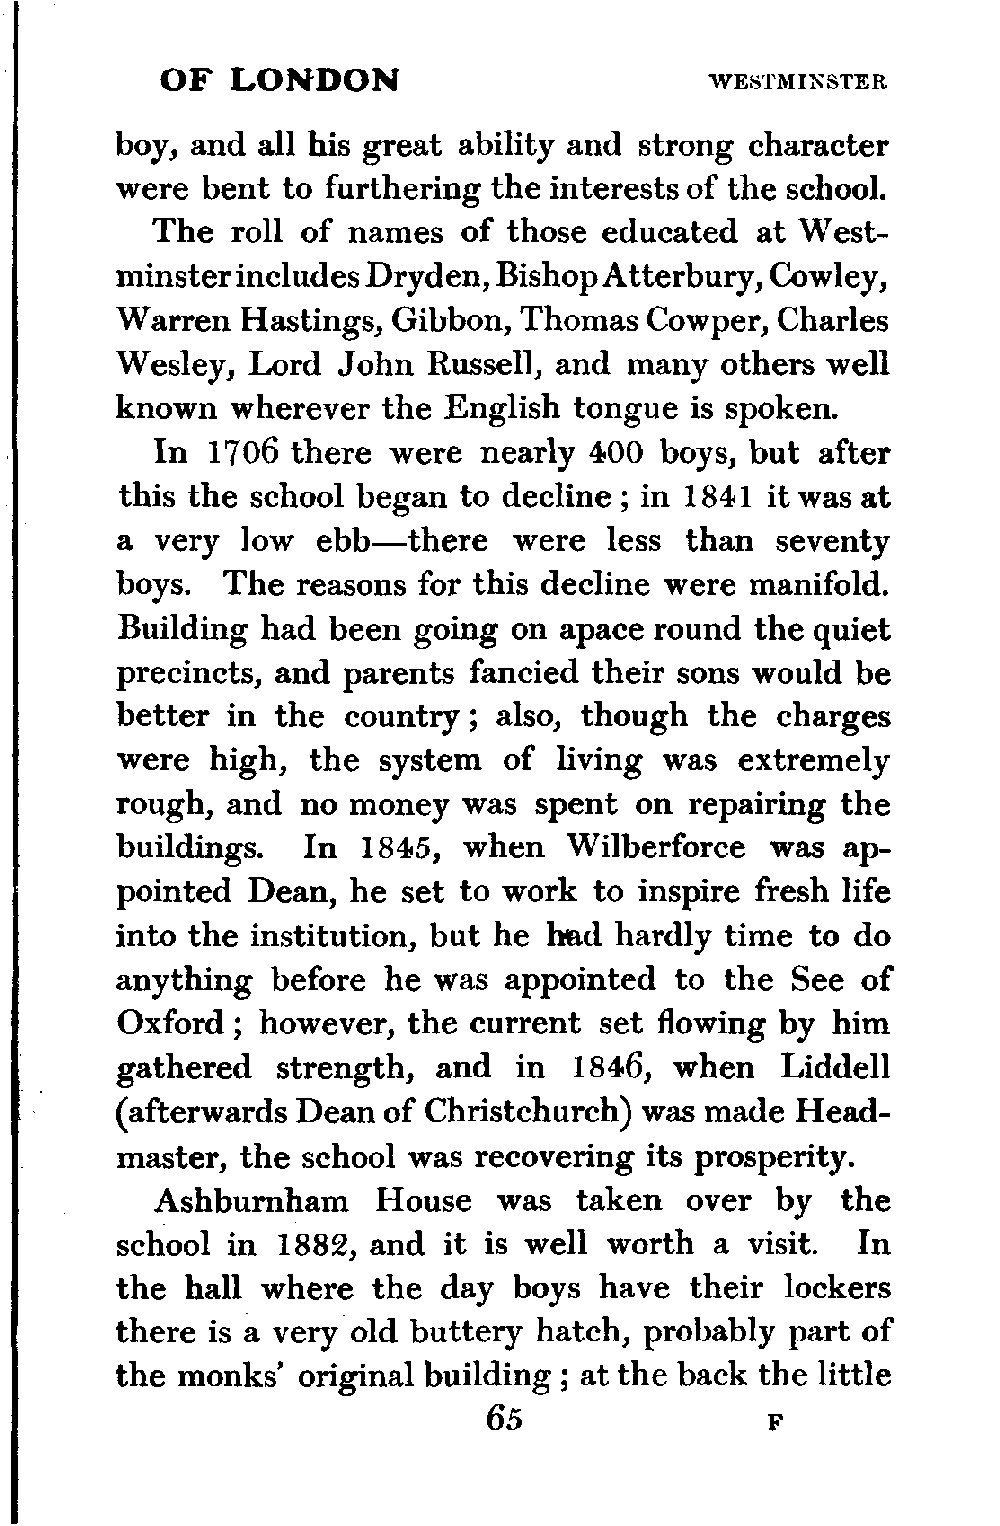 OF LONDON WESTMINSTER
boy, and all his great ability and strong character
were bent to furthering the interests of the school.
The roll of names of those educated at West-
minster includes Dryden, Bishop Atterbury, Cowley,
Warren Hastings, Gibbon, Thomas Cowper, Charles
Wesley, Lord John Russell, and many others well
known wherever the English tongue is spoken.
In 1706 there were nearly 400 boys, but after
this the school began to decline ; in 1841 it was at
a very low ebb—there were less than seventy
boys. The reasons for this decline were manifold.
Building had been going on apace round the quiet
precincts, and parents fancied their sons would be
better in the country ; also, though the charges
were high, the system of living was extremely
rough, and no money was spent on repairing the
buildings. In 1845, when Wilberforce was ap-
pointed Dean, he set to work to inspire fresh life
into the institution, but he had hardly time to do
anything before he was appointed to the See of
Oxford ; however, the current set flowing by him
gathered strength, and in 1846, when Liddell
(afterwards Dean of Christchurch) was made Head-
master, the school was recovering its prosperity.
Ashburnham House was taken over by the
school in 1882, and it is well worth a visit. In
the hall where the day boys have their lockers
there is a very old buttery hatch, probably part of
the monks' original building ; at the back the little
65 F